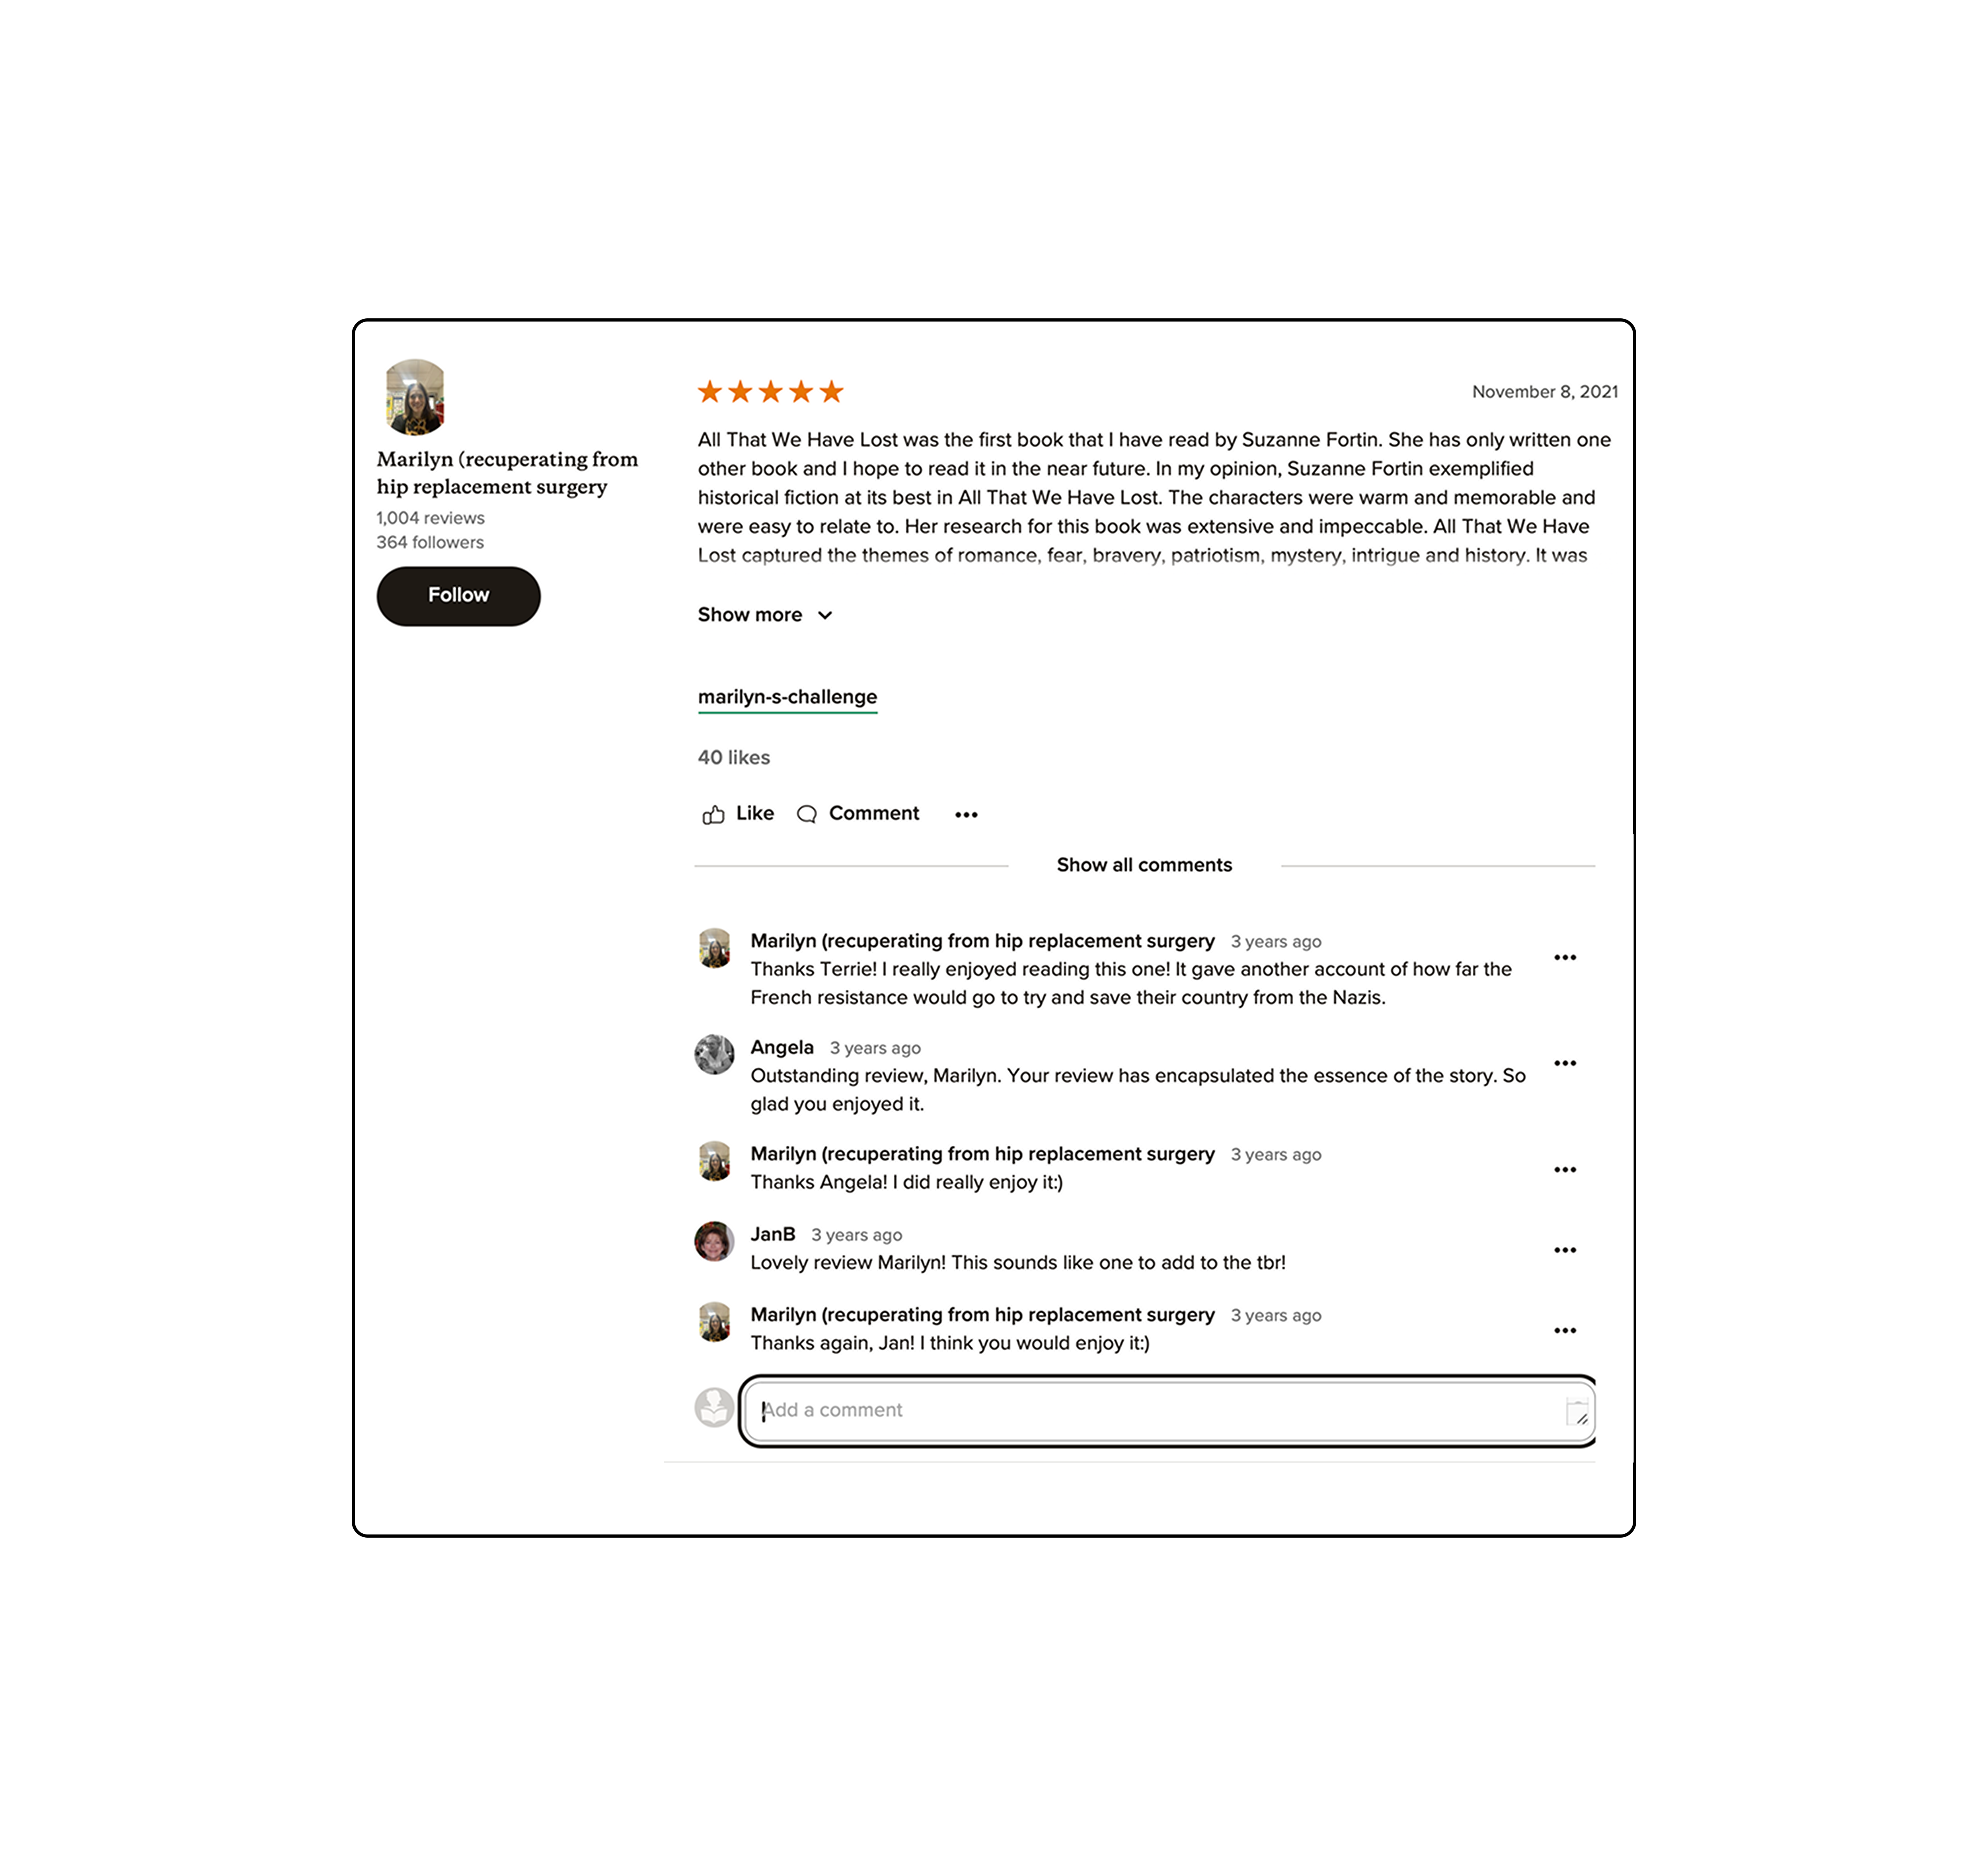 Marilyn (recuperating from
hip replacement surgery
1,004 reviews
364 followers
Follow
November 8, 2021
All That We Have Lost was the first book that I have read by Suzanne Fortin. She has only written one
other book and I hope to read it in the near future. In my opinion, Suzanne Fortin exemplified
historical fiction at its best in All That We Have Lost. The characters were warm and memorable and
were easy to relate to. Her research for this book was extensive and impeccable. All That We Have
Lost captured the themes of romance, fear, bravery, patriotism, mystery, intrigue and history. It was
Show more
marilyn-s-challenge
40 likes
Like Comment
Show all comments
Marilyn (recuperating from hip replacement surgery 3 years ago
Thanks Terrie! I really enjoyed reading this one! It gave another account of how far the
French resistance would go to try and save their country from the Nazis.
Angela 3 years ago
Outstanding review, Marilyn. Your review has encapsulated the essence of the story. So
glad you enjoyed it.
Marilyn (recuperating from hip replacement surgery 3 years ago
Thanks Angela! I did really enjoy it:)
JanB 3 years ago
Lovely review Marilyn! This sounds like one to add to the tbr!
Marilyn (recuperating from hip replacement surgery 3 years ago
Thanks again, Jan! I think you would enjoy it:)
Add a comment